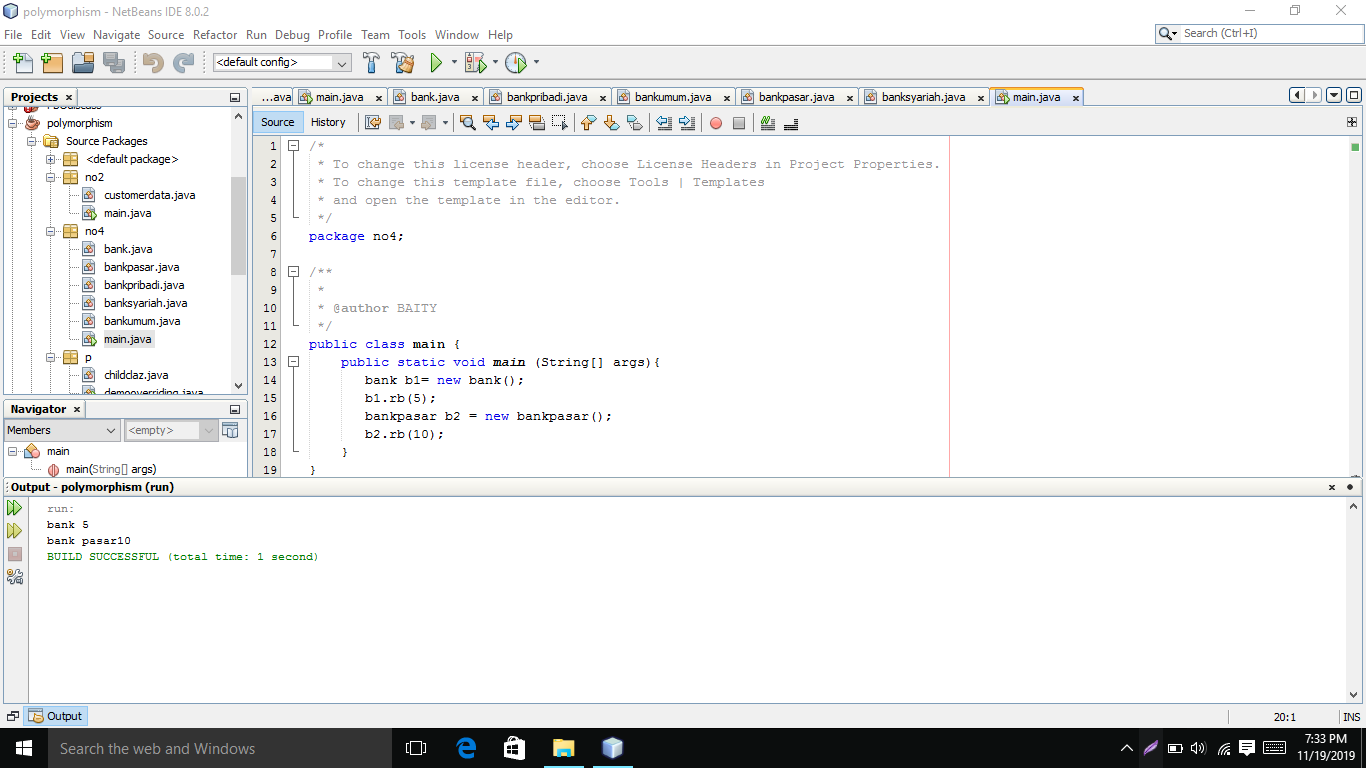 polymorphism - NetBeans IDE 8.0.2
File Edit View Navigate Source Refactor Run Debug Profile Team Tools Window Help
Search (Ctrl+I)
<default config>
Projects
polymorphism
Source Packages
<default package>
no2
customerdata.java
main.java
no4
bank.java
bankpasar.java
bankpribadi.java
banksyariah.java
bankumum.java
main.java
p
childclaz.java
demooverriding.java
Navigator
Members <empty>
main
main(String[] args)
...ava main.java bank.java bankpribadi.java bankumum.java bankpasar.java banksyariah.java main.java
Source History
1 /*
2 * To change this license header, choose License Headers in Project Properties.
3 * To change this template file, choose Tools | Templates
4 * and open the template in the editor.
5 */
6 package no4;
7
8 /**
9 *
10 * @author BAITY
11 */
12 public class main {
13 public static void main (String[] args){
14 bank b1= new bank();
15 b1.rb(5);
16 bankpasar b2 = new bankpasar();
17 b2.rb(10);
18 }
19 }
Output - polymorphism (run)
run:
bank 5
bank pasar10
BUILD SUCCESSFUL (total time: 1 second)
Output
20:1 INS
Search the web and Windows
7:33 PM
11/19/2019